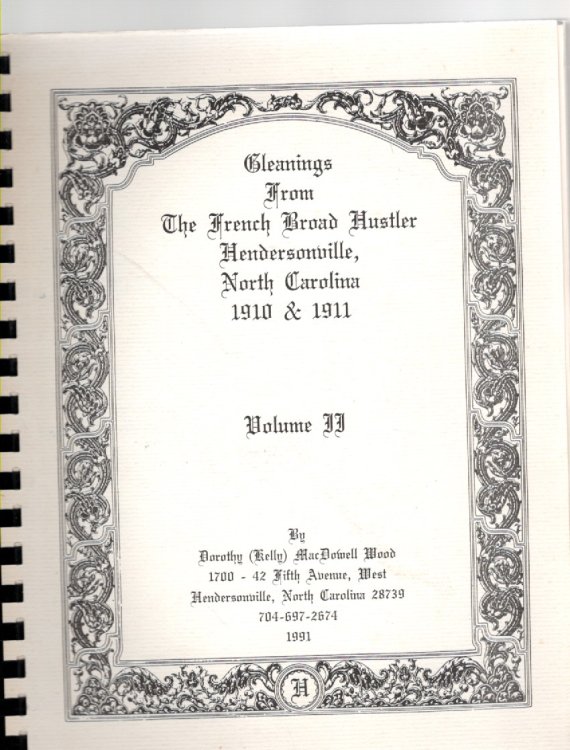 Gleanings
From
The French Broad Hustler
Hendersonville,
North Carolina
1910 & 1911
Volume II
By
Dorothy (Kelly) MacDowell Wood
1700 - 42 Fifth Avenue, West
Hendersonville, North Carolina 28739
704-697-2674
1991
H